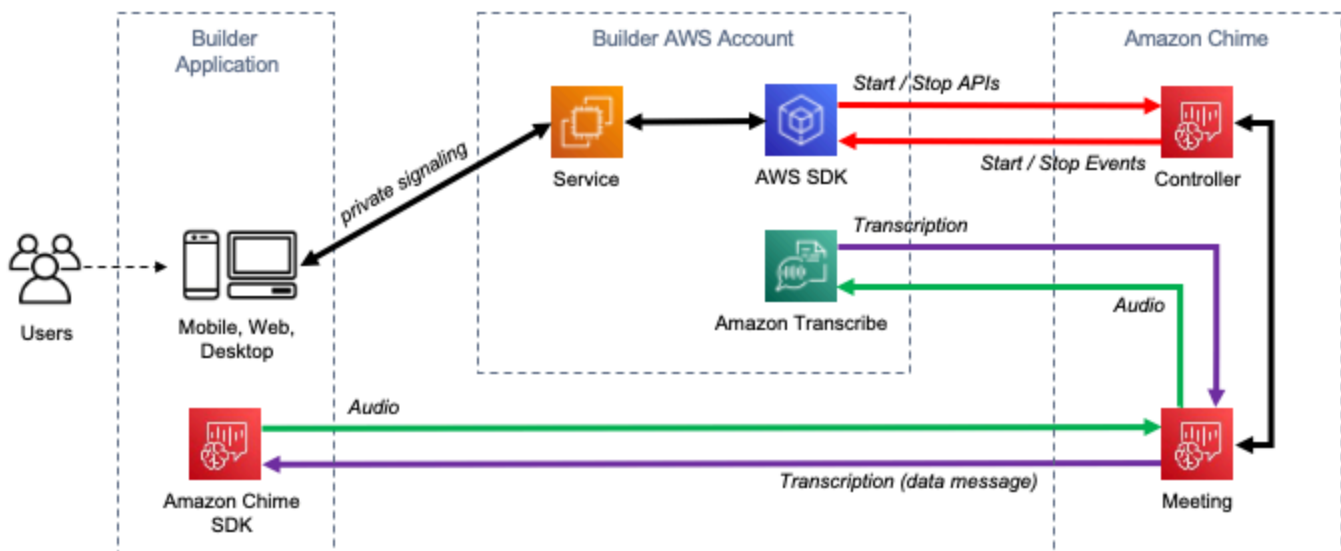 Builder
Application
Builder AWS Account
Amazon Chime
Start / Stop APIs
private signaling
Service
AWS SDK
Start / Stop Events
Controller
Transcription
Users
Mobile, Web,
Desktop
Amazon Transcribe
Audio
Audio
Amazon Chime
SDK
Transcription (data message)
Meeting